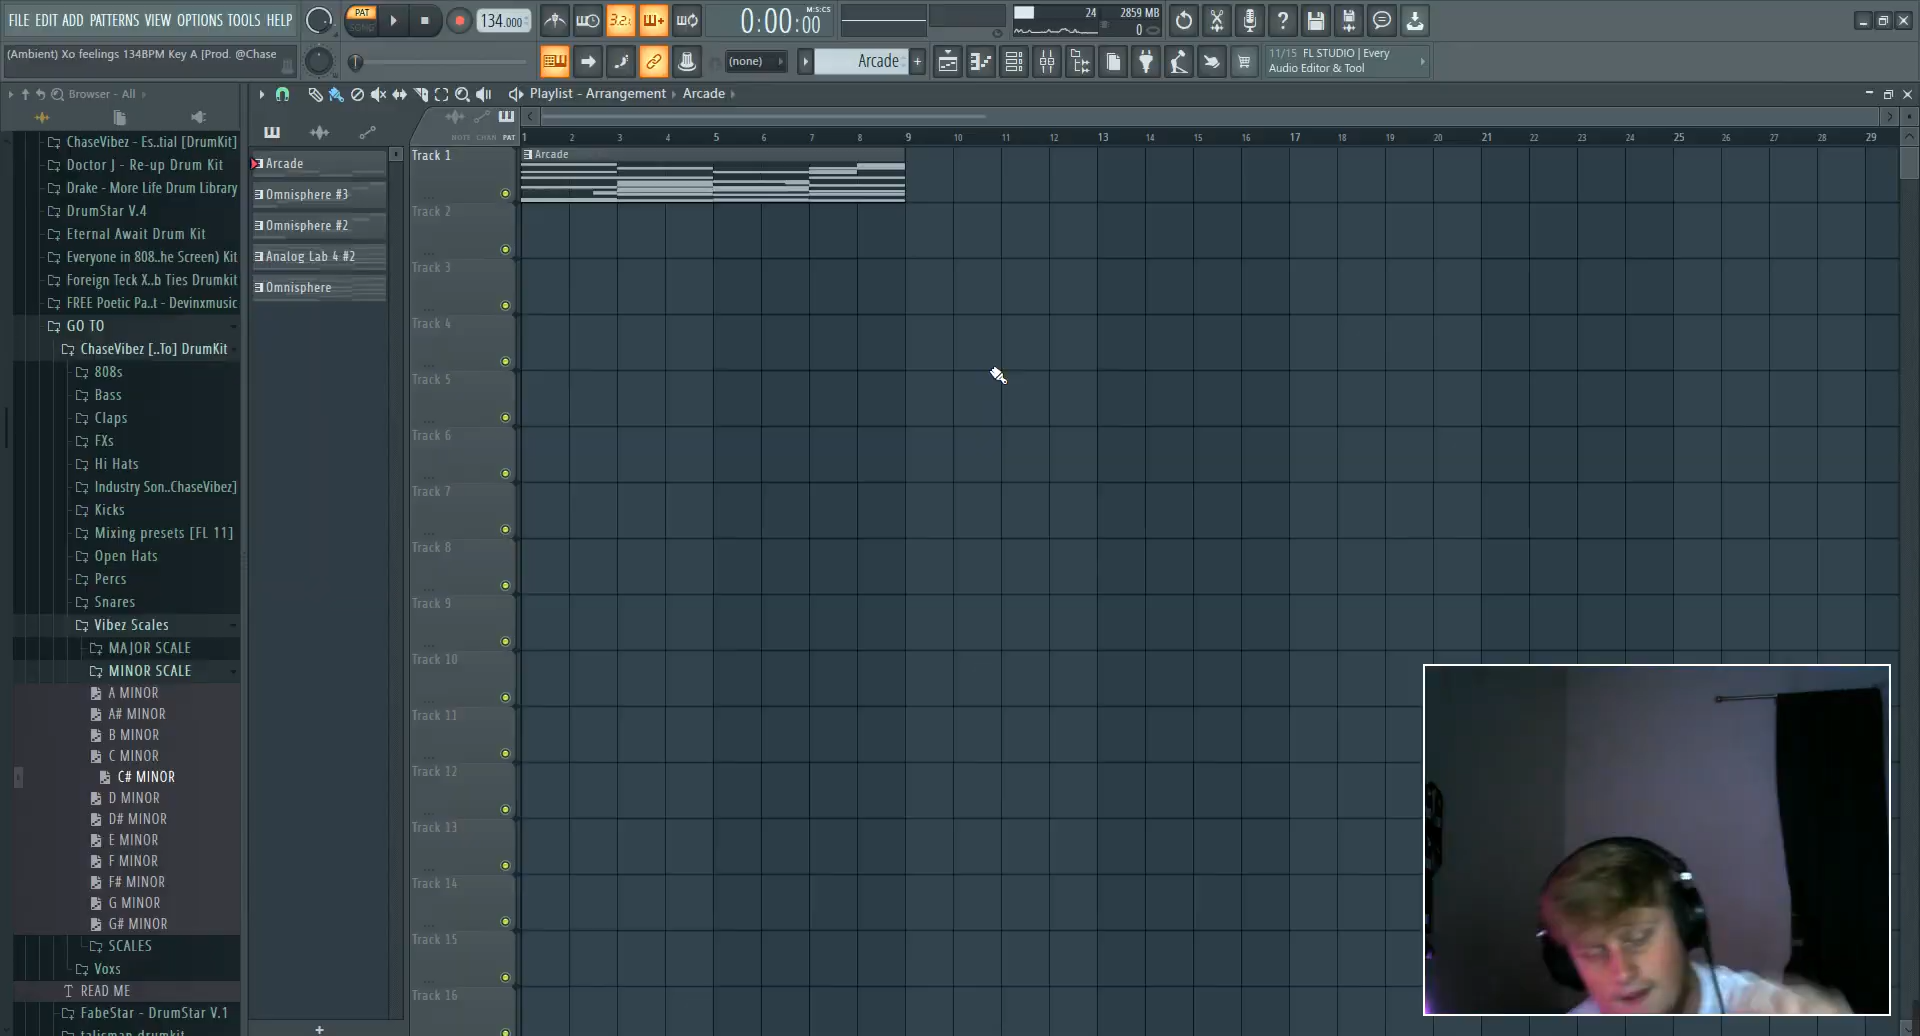 FILE EDIT ADD PATTERNS VIEW OPTIONS TOOLS HELP
PAT
SONG
134.000
3.2.
0:00:00
M:S:CS
24
2859 MB
0
(Ambient) Xo feelings 134BPM Key A [Prod. @Chase
(none)
Arcade
11/15 FL STUDIO | Every
Audio Editor & Tool
Browser - All
Playlist - Arrangement
Arcade
NOTE CHAN PAT
1 2 3 4 5 6 7 8 9 10 11 12 13 14 15 16 17 18 19 20 21 22 23 24 25 26 27 28 29
ChaseVibez - Es..tial [DrumKit]
Doctor J - Re-up Drum Kit
Drake - More Life Drum Library
DrumStar V.4
Eternal Await Drum Kit
Everyone in 808..he Screen) Kit
Foreign Teck X..b Ties Drumkit
FREE Poetic Pa..t - Devinxmusic
GO TO
ChaseVibez [..To] DrumKit
808s
Bass
Claps
FXs
Hi Hats
Industry Son..ChaseVibez]
Kicks
Mixing presets [FL 11]
Open Hats
Percs
Snares
Vibez Scales
MAJOR SCALE
MINOR SCALE
A MINOR
A# MINOR
B MINOR
C MINOR
C# MINOR
D MINOR
D# MINOR
E MINOR
F MINOR
F# MINOR
G MINOR
G# MINOR
SCALES
Voxs
READ ME
FabeStar - DrumStar V.1
talisman drumkit
Arcade
Omnisphere #3
Omnisphere #2
Analog Lab 4 #2
Omnisphere
Track 1
Arcade
Track 2
Track 3
Track 4
Track 5
Track 6
Track 7
Track 8
Track 9
Track 10
Track 11
Track 12
Track 13
Track 14
Track 15
Track 16